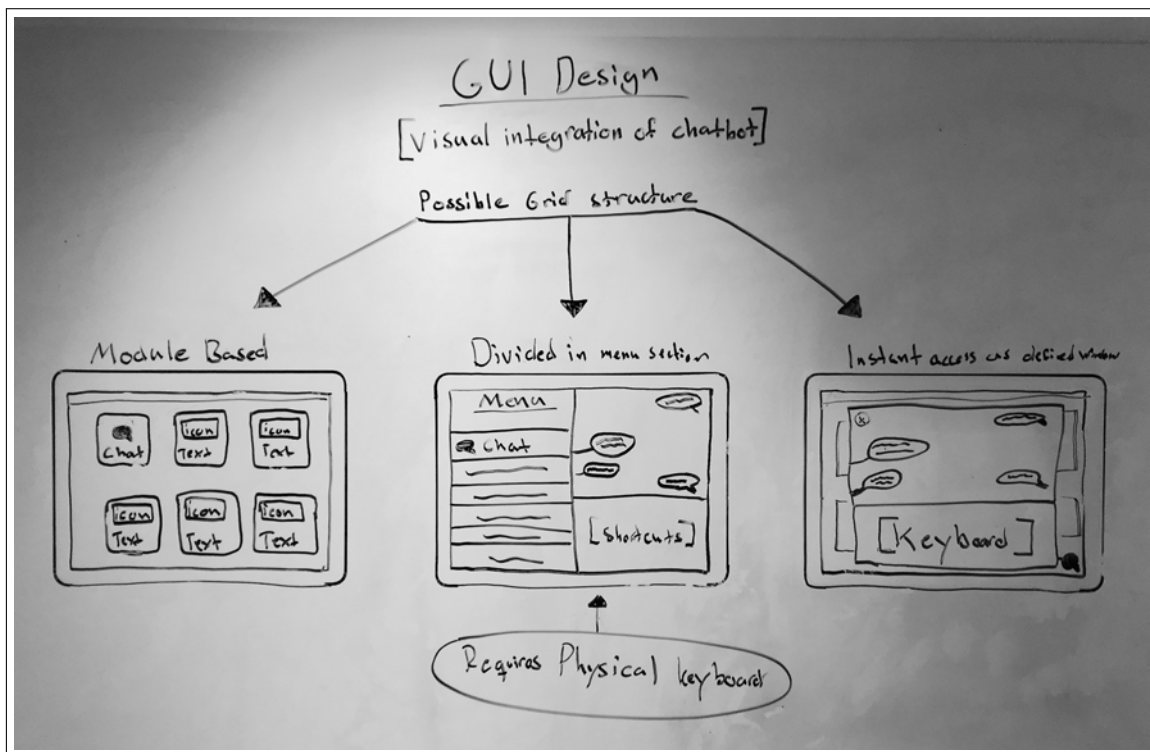 GUI Design
[Visual integration of chatbot]
Possible Grid structure
Module Based
Chat
icon
Text
icon
Text
icon
Text
icon
Text
icon
Text
Divided in menu section
Menu
Chat
[Shortcuts]
Requires Physical keyboard
Instant access as defied window
x
[Keyboard]